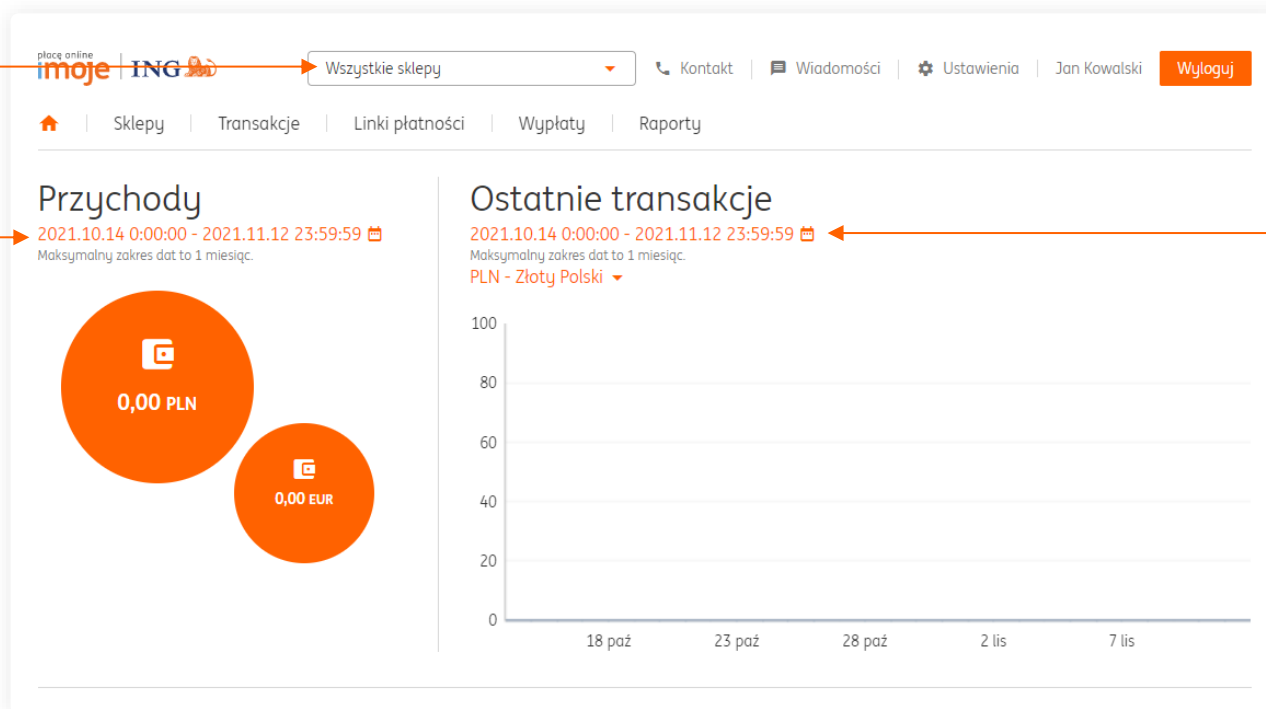 płacę online
imoje ING
Wszystkie sklepy
Kontakt
Wiadomości
Ustawienia
Jan Kowalski
Wyloguj
Sklepy
Transakcje
Linki płatności
Wypłaty
Raporty
Przychody
2021.10.14 0:00:00 - 2021.11.12 23:59:59
Maksymalny zakres dat to 1 miesiąc.
0,00 PLN
0,00 EUR
Ostatnie transakcje
2021.10.14 0:00:00 - 2021.11.12 23:59:59
Maksymalny zakres dat to 1 miesiąc.
PLN - Złoty Polski
100
80
60
40
20
0
18 paź 23 paź 28 paź 2 lis 7 lis